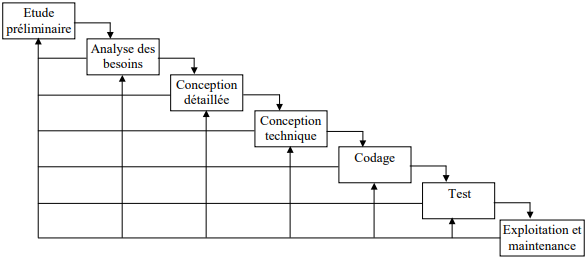 Etude
préliminaire
Analyse des
besoins
Conception
détaillée
Conception
technique
Codage
Test
Exploitation et
maintenance